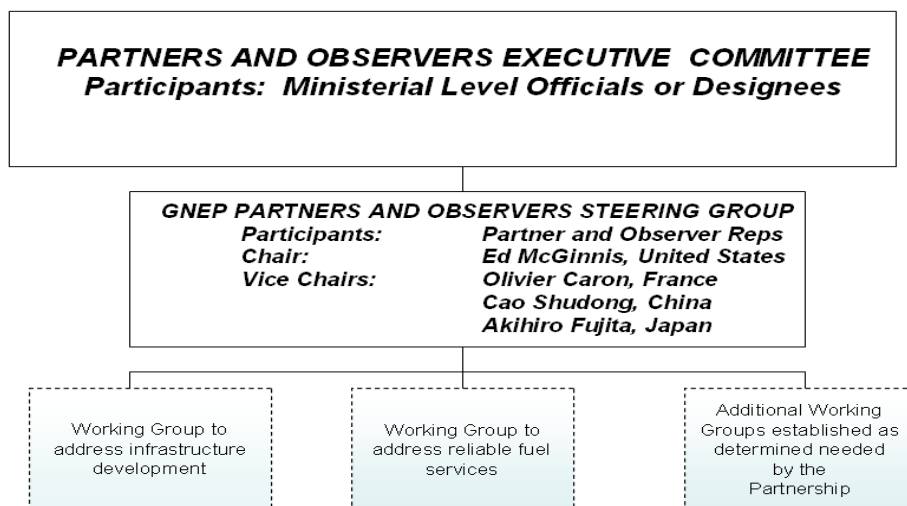 PARTNERS AND OBSERVERS EXECUTIVE COMMITTEE
Participants: Ministerial Level Officials or Designees
GNEP PARTNERS AND OBSERVERS STEERING GROUP
Participants: Partner and Observer Reps
Chair: Ed McGinnis, United States
Vice Chairs: Olivier Caron, France
Cao Shudong, China
Akihiro Fujita, Japan
Working Group to
address infrastructure
development
Working Group to
address reliable fuel
services
Additional Working
Groups established as
determined needed
by the
Partnership